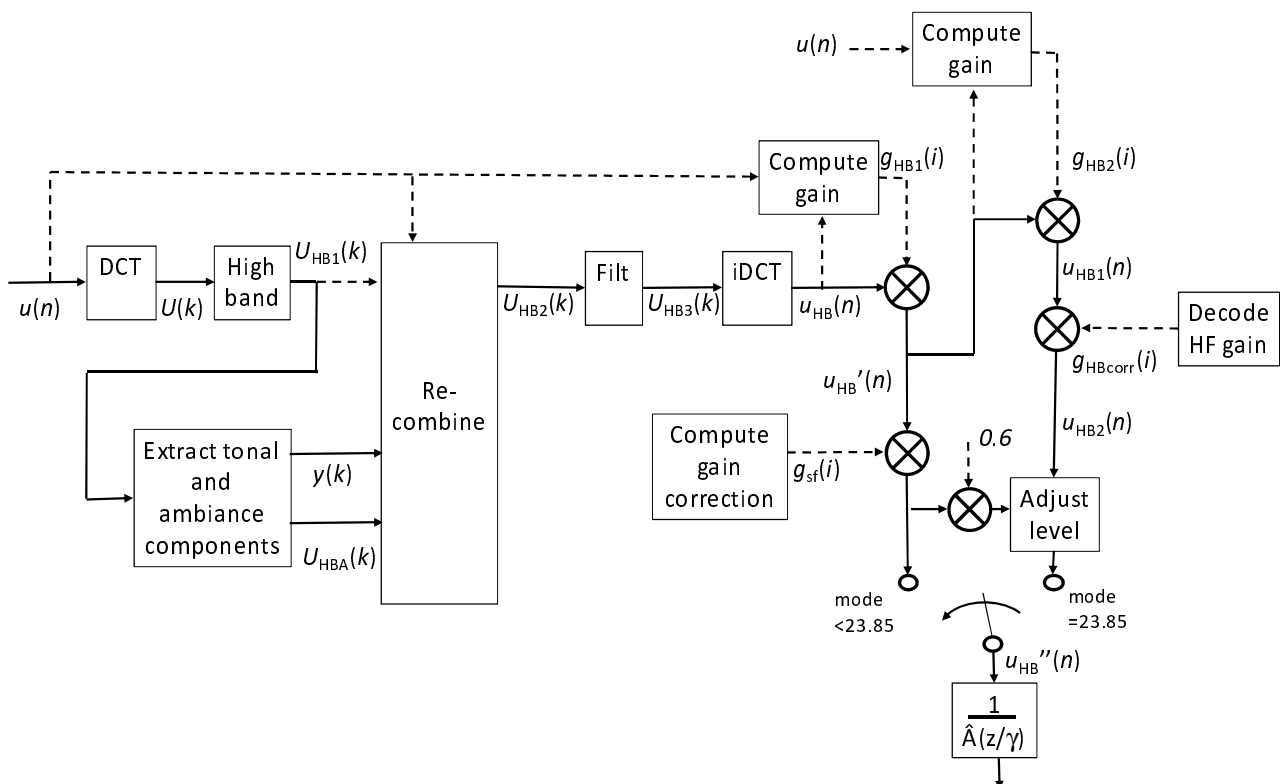 u(n)
Compute
gain
g_HB1(i)
g_HB2(i)
Compute
gain
U_HB1(k)
DCT
High
band
Filt
iDCT
u(n)
U(k)
U_HB2(k)
U_HB3(k)
u_HB(n)
u_HB1(n)
Decode
HF gain
g_HBcorr(i)
Re-
combine
u_HB'(n)
u_HB2(n)
Extract tonal
and
ambiance
components
y(k)
U_HBA(k)
Compute
gain
correction
g_sf(i)
0.6
Adjust
level
mode
<23.85
mode
=23.85
u_HB''(n)
1
Â(z/γ)